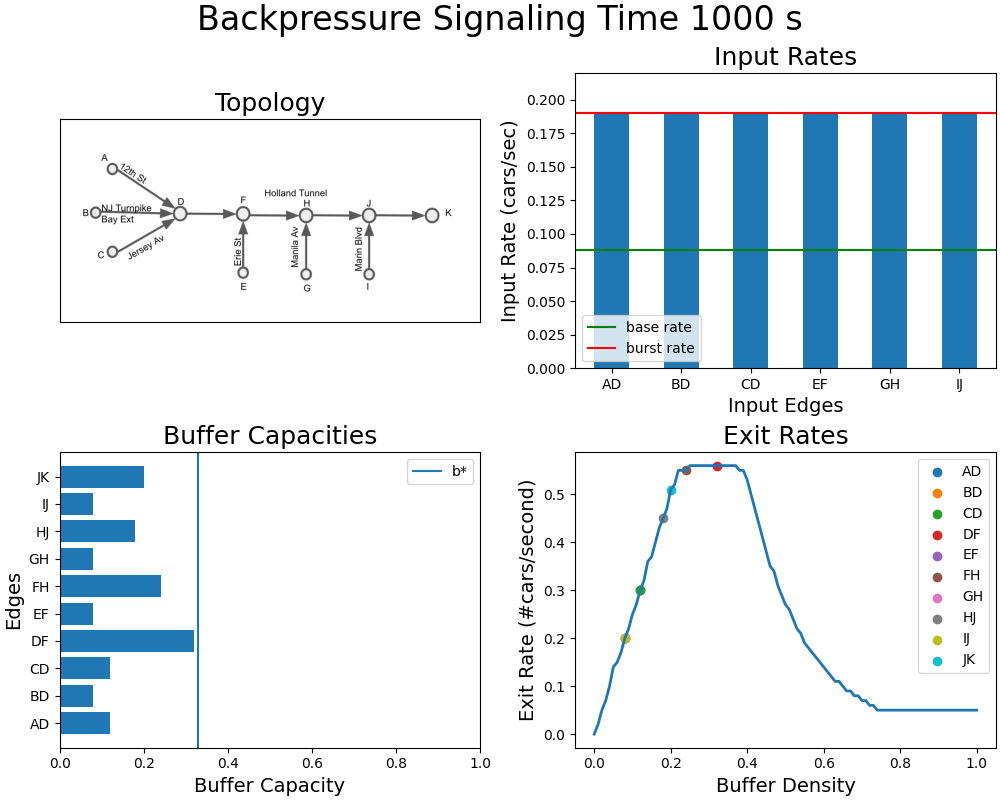 Backpressure Signaling Time 1000 s
Topology
A
12th St
B
NJ Turnpike
Bay Ext
C
Jersey Av
D
F
Holland Tunnel
H
J
K
Erie St
Manila Av
Marin Blvd
E
G
I
Input Rates
Input Rate (cars/sec)
0.200
0.175
0.150
0.125
0.100
0.075
0.050
0.025
0.000
base rate
burst rate
AD BD CD EF GH IJ
Input Edges
Buffer Capacities
Edges
JK
IJ
HJ
GH
FH
EF
DF
CD
BD
AD
b*
0.0 0.2 0.4 0.6 0.8 1.0
Buffer Capacity
Exit Rates
Exit Rate (#cars/second)
0.5
0.4
0.3
0.2
0.1
0.0
AD
BD
CD
DF
EF
FH
GH
HJ
IJ
JK
0.0 0.2 0.4 0.6 0.8 1.0
Buffer Density